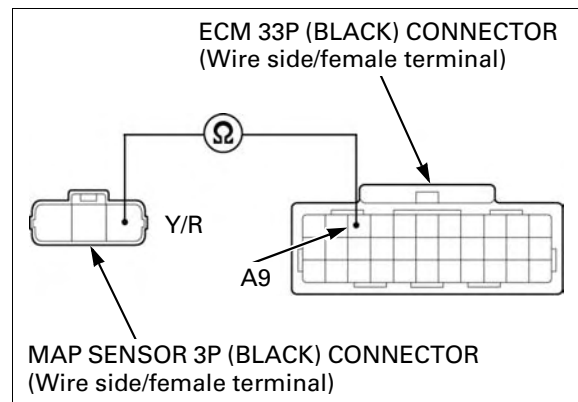 ECM 33P (BLACK) CONNECTOR
(Wire side/female terminal)
Ω
Y/R
A9
MAP SENSOR 3P (BLACK) CONNECTOR
(Wire side/female terminal)